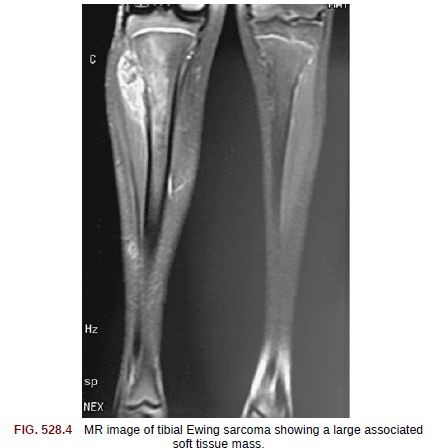 C
Hz
sp
NEX
FIG. 528.4 MR image of tibial Ewing sarcoma showing a large associated
soft tissue mass.